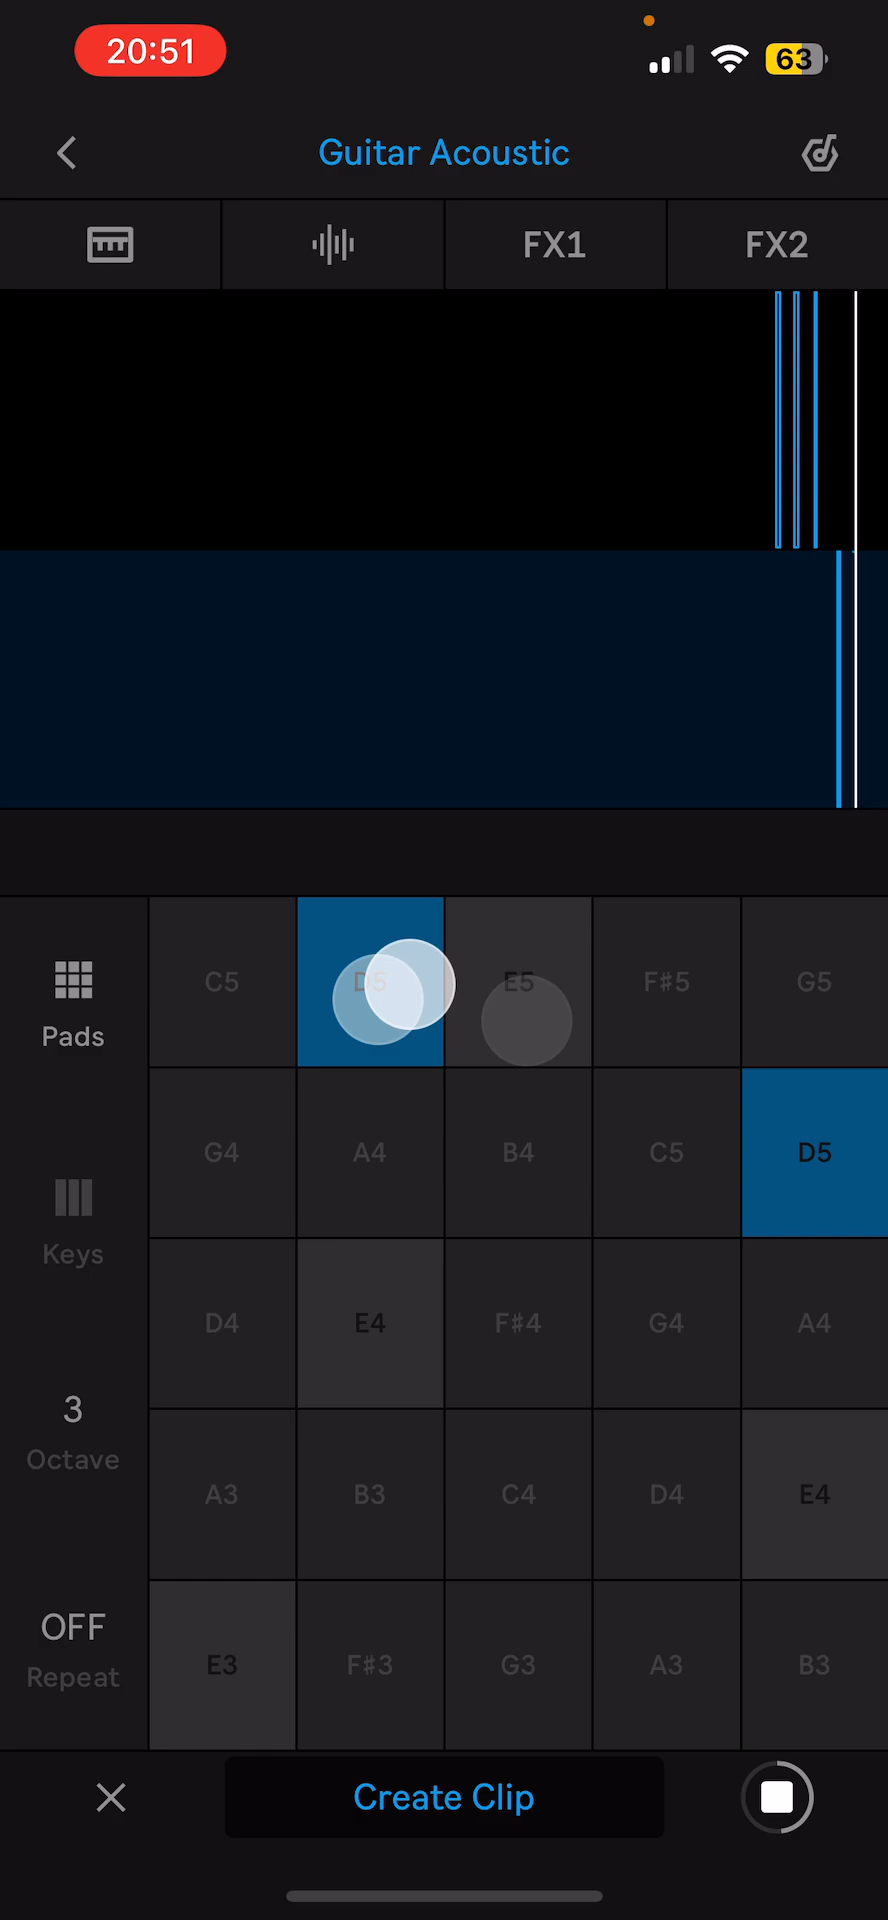 20:51
63
Guitar Acoustic
FX1
FX2
Pads
Keys
3
Octave
OFF
Repeat
C5
D5
E5
F#5
G5
G4
A4
B4
C5
D5
D4
E4
F#4
G4
A4
A3
B3
C4
D4
E4
E3
F#3
G3
A3
B3
Create Clip